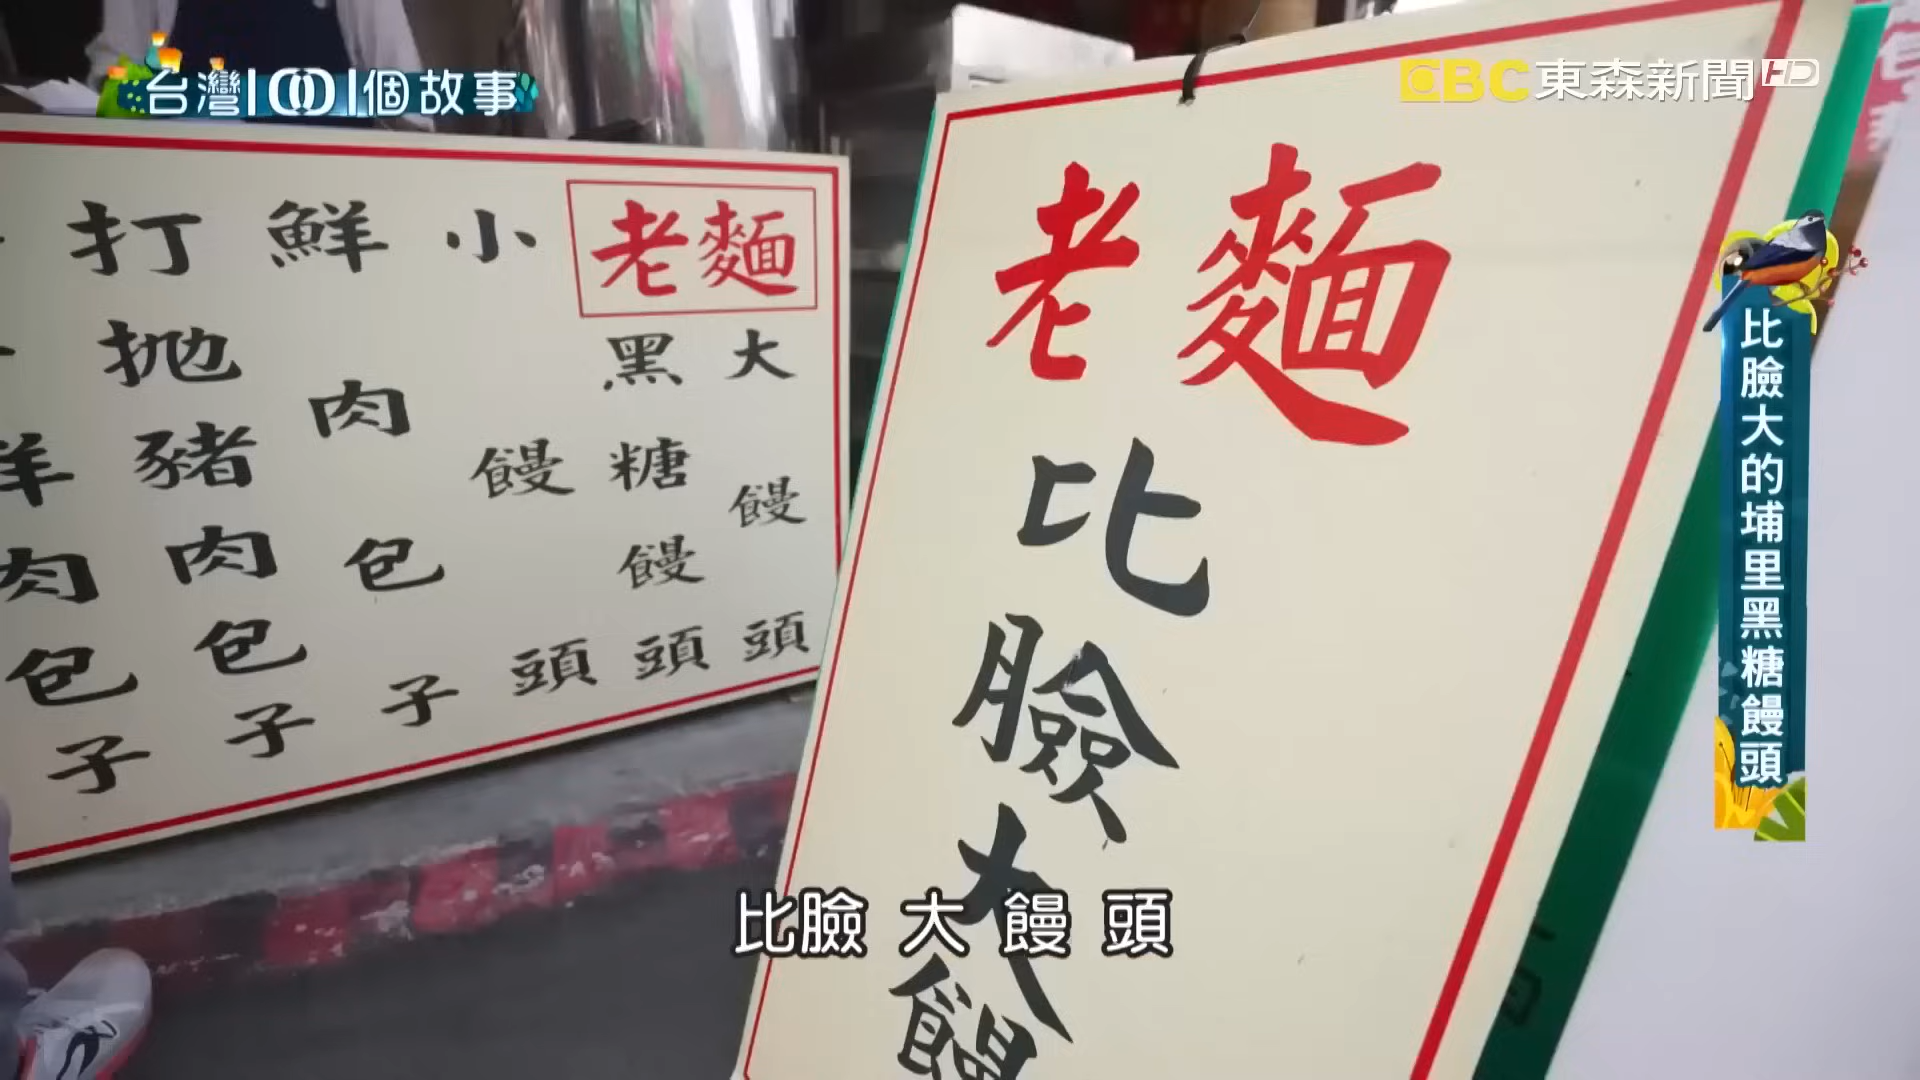 台灣1001個故事
EBC東森新聞HD
老麵
大饅頭
黑糖饅頭
小饅頭
鮮肉包子
打拋豬肉包子
肉包子
老麵
比臉大饅
比臉大的埔里黑糖饅頭
比臉 大 饅 頭